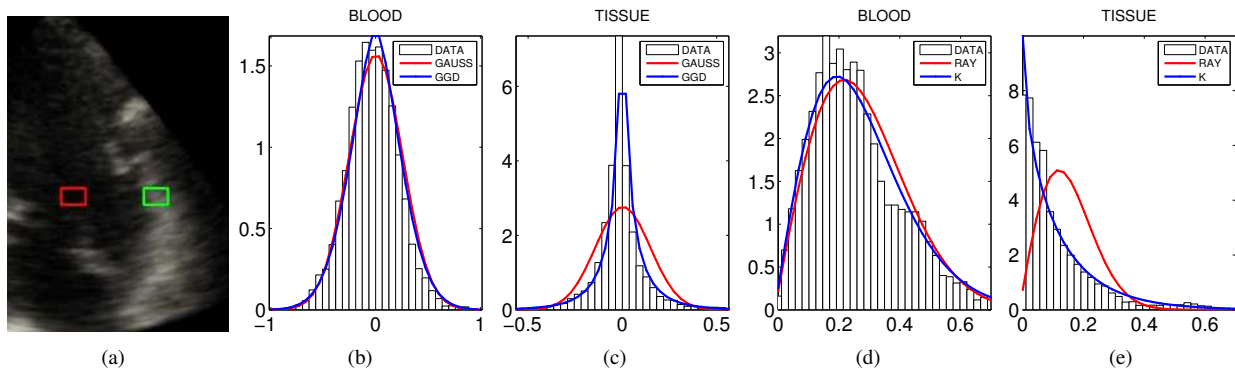 BLOOD
DATA
GAUSS
GGD
1.5
1
0.5
0
−1
0
1
TISSUE
DATA
GAUSS
GGD
6
4
2
0
−0.5
0
0.5
BLOOD
DATA
RAY
K
3
2.5
2
1.5
1
0.5
0
0
0.2
0.4
0.6
TISSUE
DATA
RAY
K
8
6
4
2
0
0
0.2
0.4
0.6
(a)
(b)
(c)
(d)
(e)